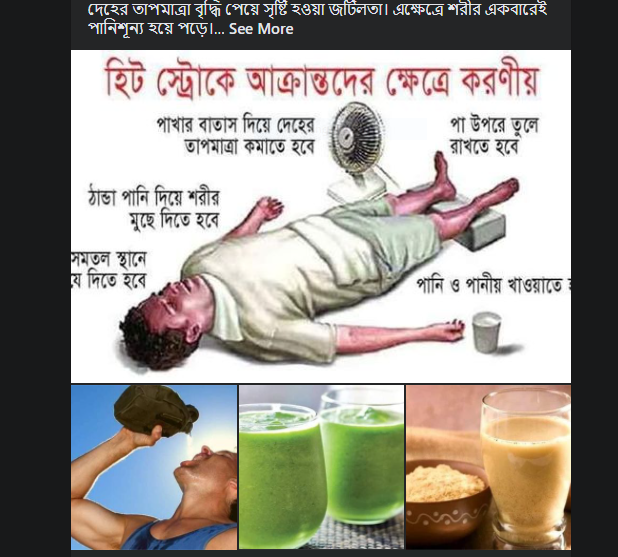 দেহের তাপমাত্রা বৃদ্ধি পেয়ে সৃষ্টি হওয়া জটিলতা। এক্ষেত্রে শরীর একবারেই
পানিশূন্য হয়ে পড়ে।... See More
হিট স্ট্রোকে আক্রান্তদের ক্ষেত্রে করণীয়
পাখার বাতাস দিয়ে দেহের
তাপমাত্রা কমাতে হবে
পা উপরে তুলে
রাখতে হবে
ঠান্ডা পানি দিয়ে শরীর
মুছে দিতে হবে
সমতল স্থানে
দিতে হবে
পানি ও পানীয় খাওয়াতে